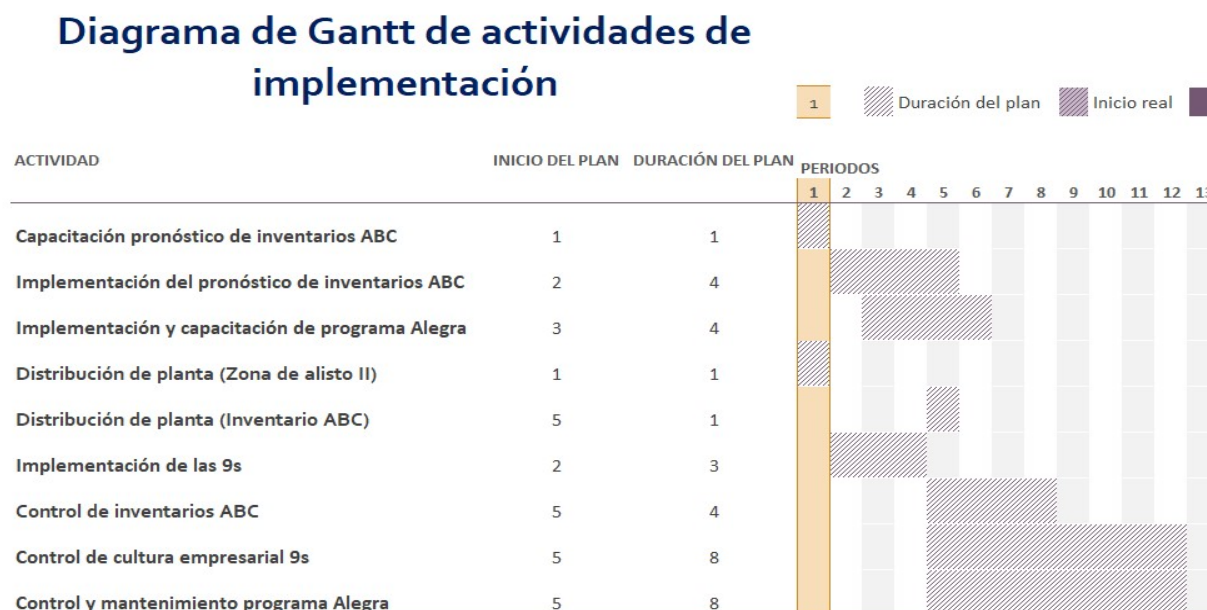 Diagrama de Gantt de actividades de
implementación
1 Duración del plan Inicio real
ACTIVIDAD INICIO DEL PLAN DURACIÓN DEL PLAN PERIODOS
1 2 3 4 5 6 7 8 9 10 11 12 13
Capacitación pronóstico de inventarios ABC 1 1
Implementación del pronóstico de inventarios ABC 2 4
Implementación y capacitación de programa Alegra 3 4
Distribución de planta (Zona de alisto II) 1 1
Distribución de planta (Inventario ABC) 5 1
Implementación de las 9s 2 3
Control de inventarios ABC 5 4
Control de cultura empresarial 9s 5 8
Control y mantenimiento programa Alegra 5 8